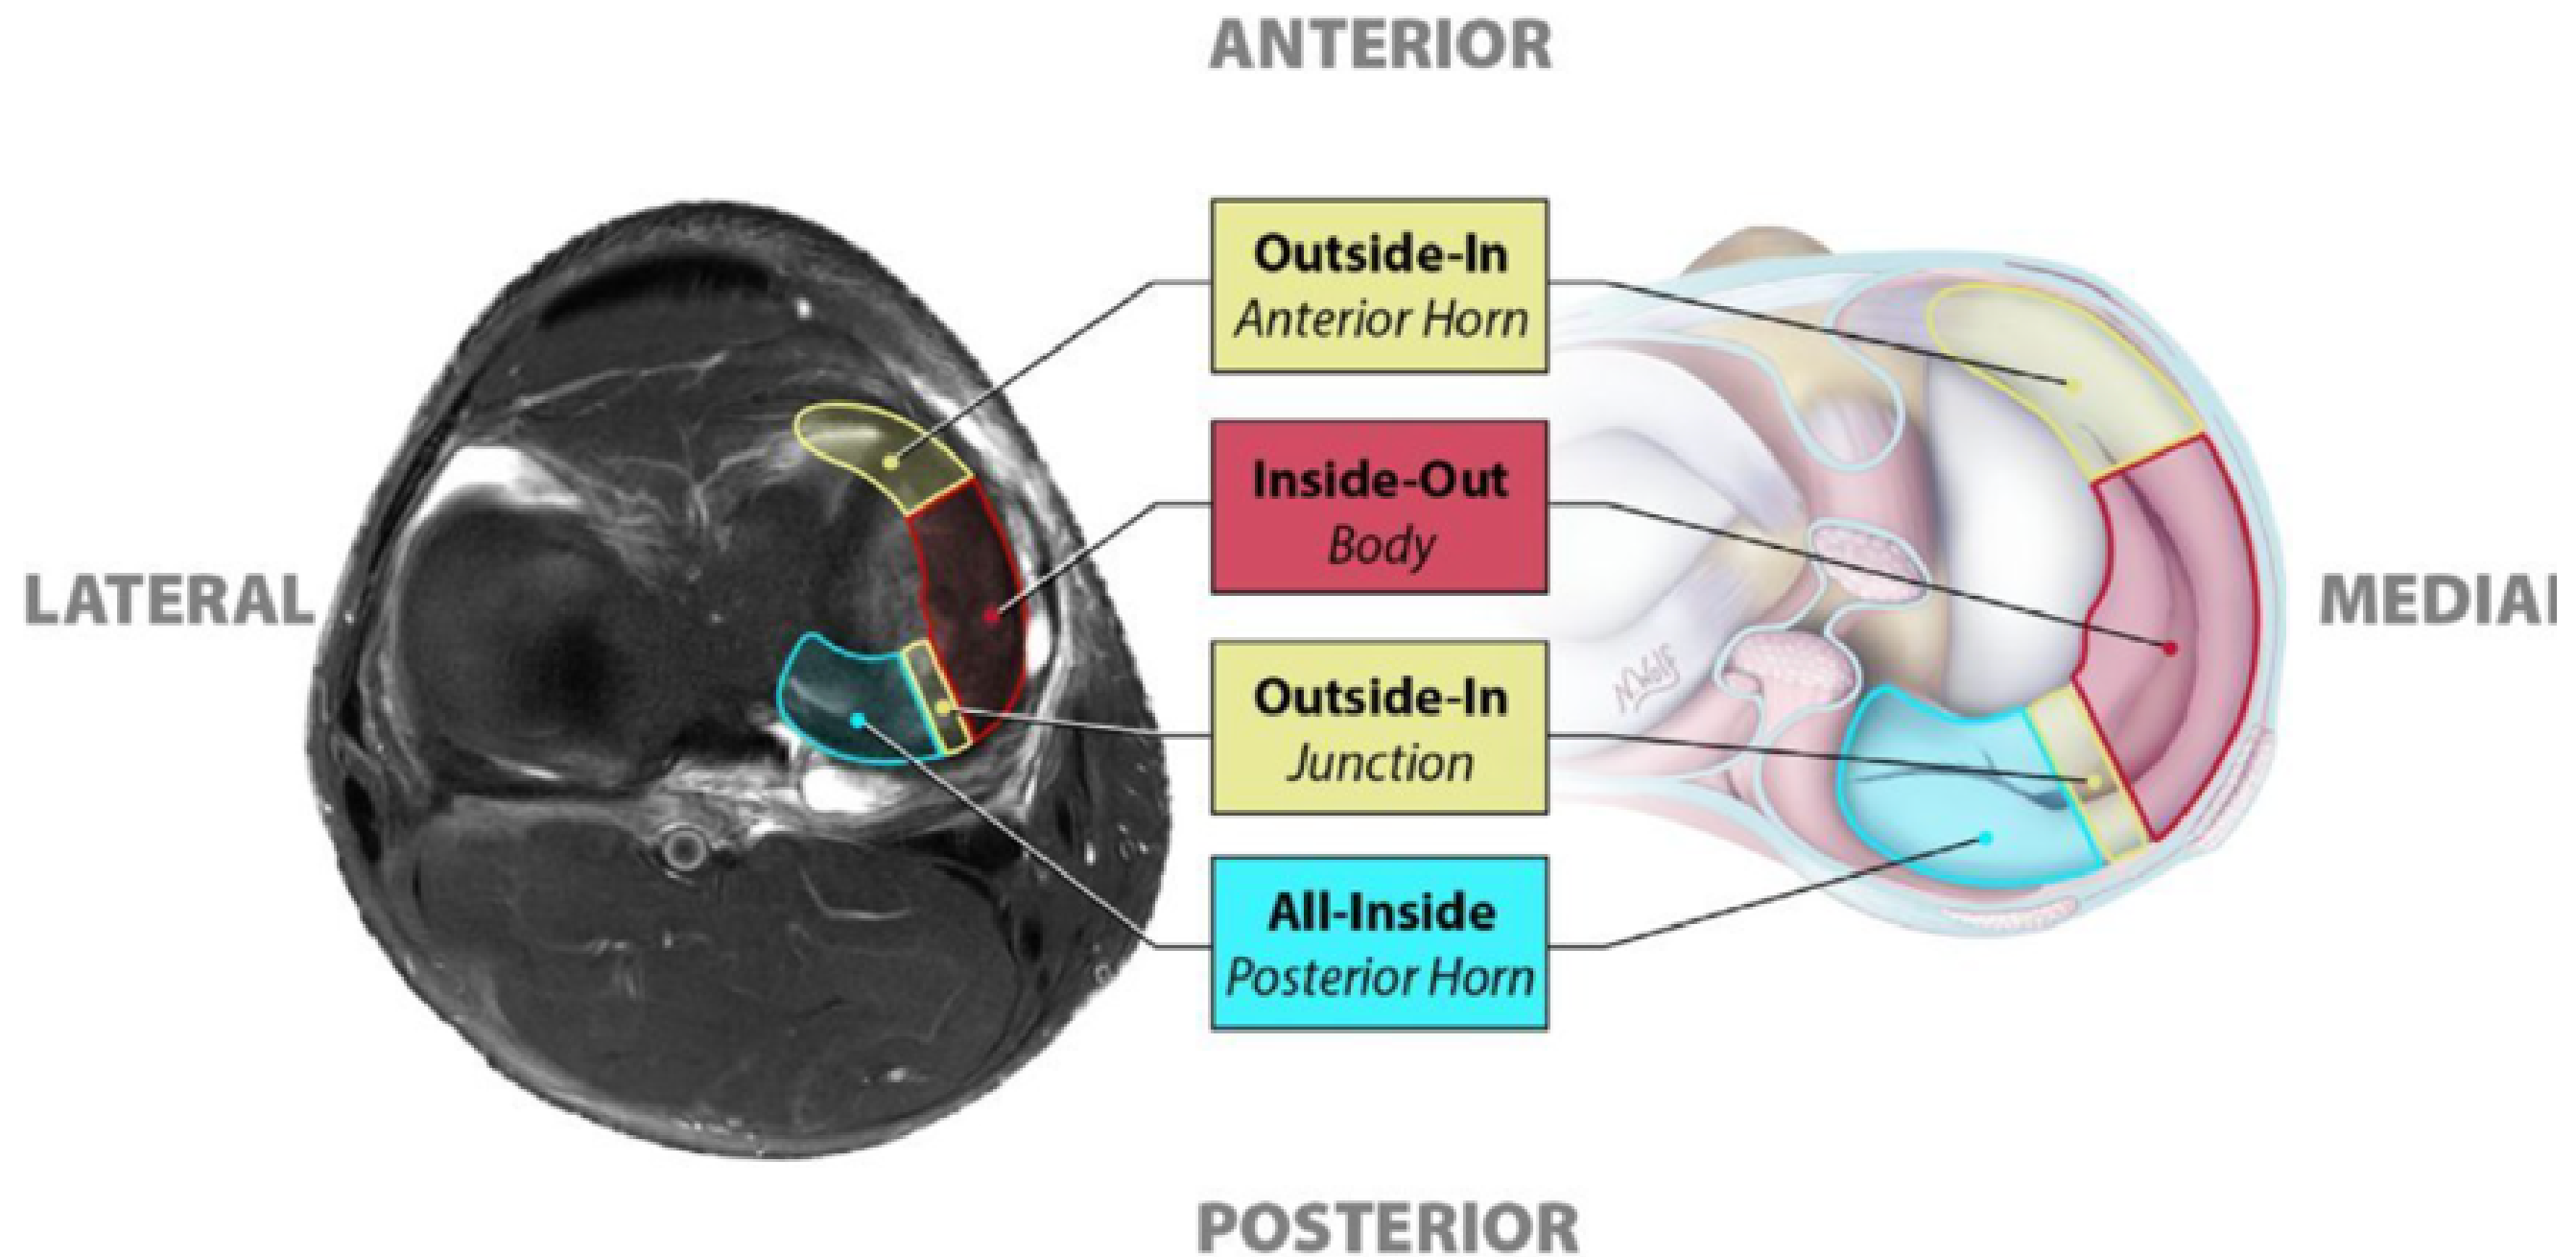 ANTERIOR
Outside-In
Anterior Horn
Inside-Out
Body
LATERAL
MEDIAL
Outside-In
Junction
All-Inside
Posterior Horn
POSTERIOR